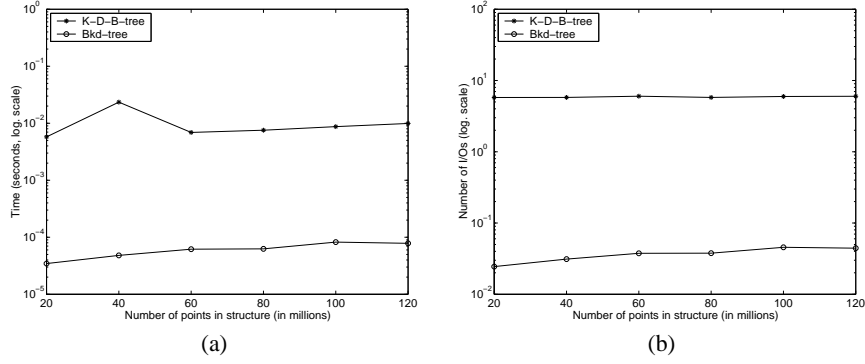 10^0
K-D-B-tree
Bkd-tree
10^-1
10^-2
10^-3
10^-4
10^-5
Time (seconds, log. scale)
20 40 60 80 100 120
Number of points in structure (in millions)
(a)
10^2
K-D-B-tree
Bkd-tree
10^1
10^0
10^-1
10^-2
Number of I/Os (log. scale)
20 40 60 80 100 120
Number of points in structure (in millions)
(b)